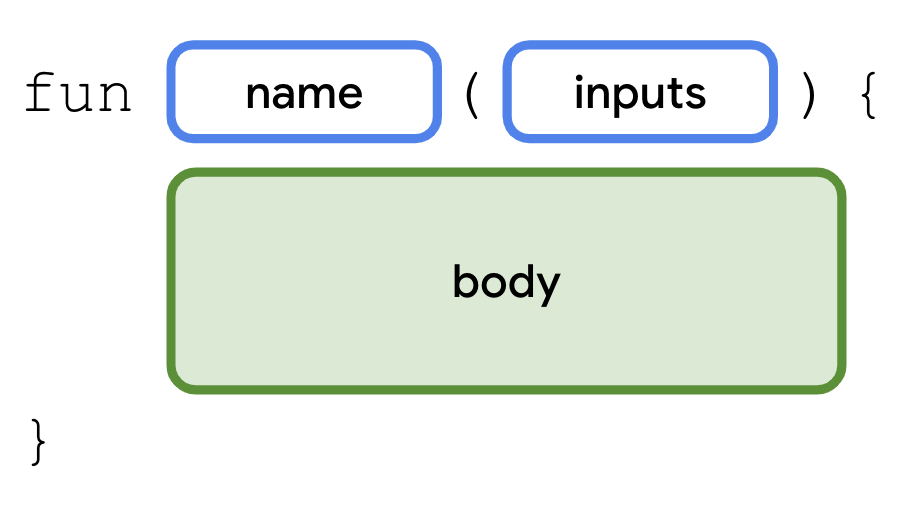 fun name ( inputs ) {
body
}